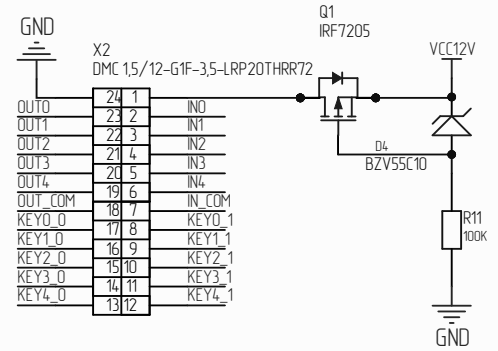 Q1
IRF7205
GND
X2
DMC 1,5/12-G1F-3,5-LRP20THRR72
VCC12V
24 1
OUT0 23 2 IN0
OUT1 22 3 IN1
OUT2 21 4 IN2
OUT3 20 5 IN3
OUT4 19 6 IN4
OUT_COM 18 7 IN_COM
KEY0_0 17 8 KEY0_1
KEY1_0 16 9 KEY1_1
KEY2_0 15 10 KEY2_1
KEY3_0 14 11 KEY3_1
KEY4_0 13 12 KEY4_1
D4
BZV55C10
R11
100K
GND